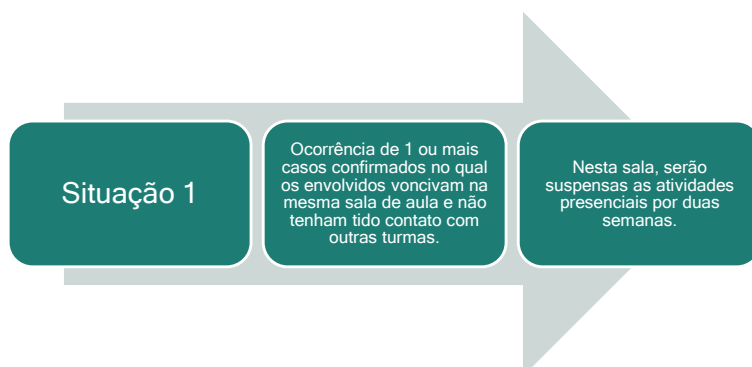 Situação 1
Ocorrência de 1 ou mais
casos confirmados no qual
os envolvidos voncivam na
mesma sala de aula e não
tenham tido contato com
outras turmas.
Nesta sala, serão
suspensas as atividades
presenciais por duas
semanas.